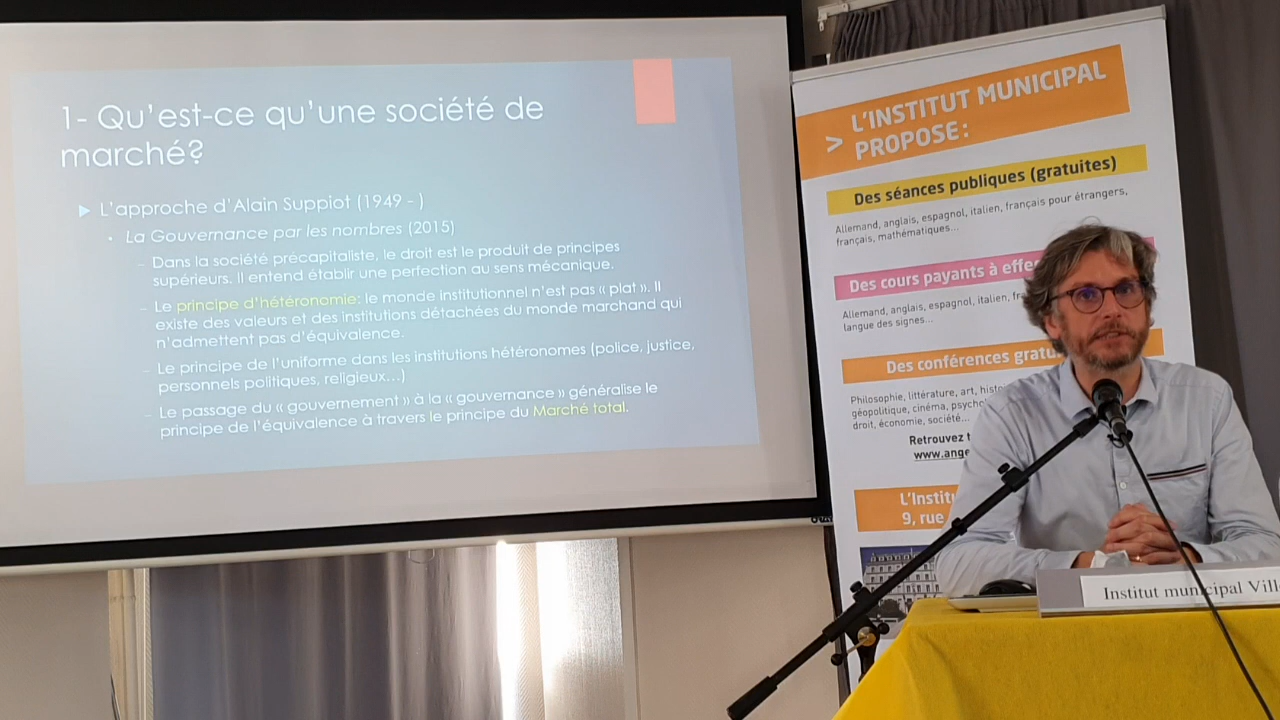 1- Qu'est-ce qu'une société de
marché?
L'approche d'Alain Suppiot (1949 - )
La Gouvernance par les nombres (2015)
– Dans la société précapitaliste, le droit est le produit de principes
supérieurs. Il entend établir une perfection au sens mécanique.
– Le principe d'hétéronomie: le monde institutionnel n'est pas « plat ». Il
existe des valeurs et des institutions détachées du monde marchand qui
n'admettent pas d'équivalence.
– Le principe de l'uniforme dans les institutions hétéronomes (police, justice,
personnels politiques, religieux…)
– Le passage du « gouvernement » à la « gouvernance » généralise le
principe de l'équivalence à travers le principe du Marché total.
> L'INSTITUT MUNICIPAL
PROPOSE :
Des séances publiques (gratuites)
Allemand, anglais, espagnol, italien, français pour étrangers,
français, mathématiques...
Des cours payants à effe
Allemand, anglais, espagnol, italien, fra
langue des signes...
Des conférences gratu
Philosophie, littérature, art, histo
géopolitique, cinéma, psych
droit, économie, société...
Retrouvez t
www.ange
L'Instit
9, rue
Institut municipal Vill